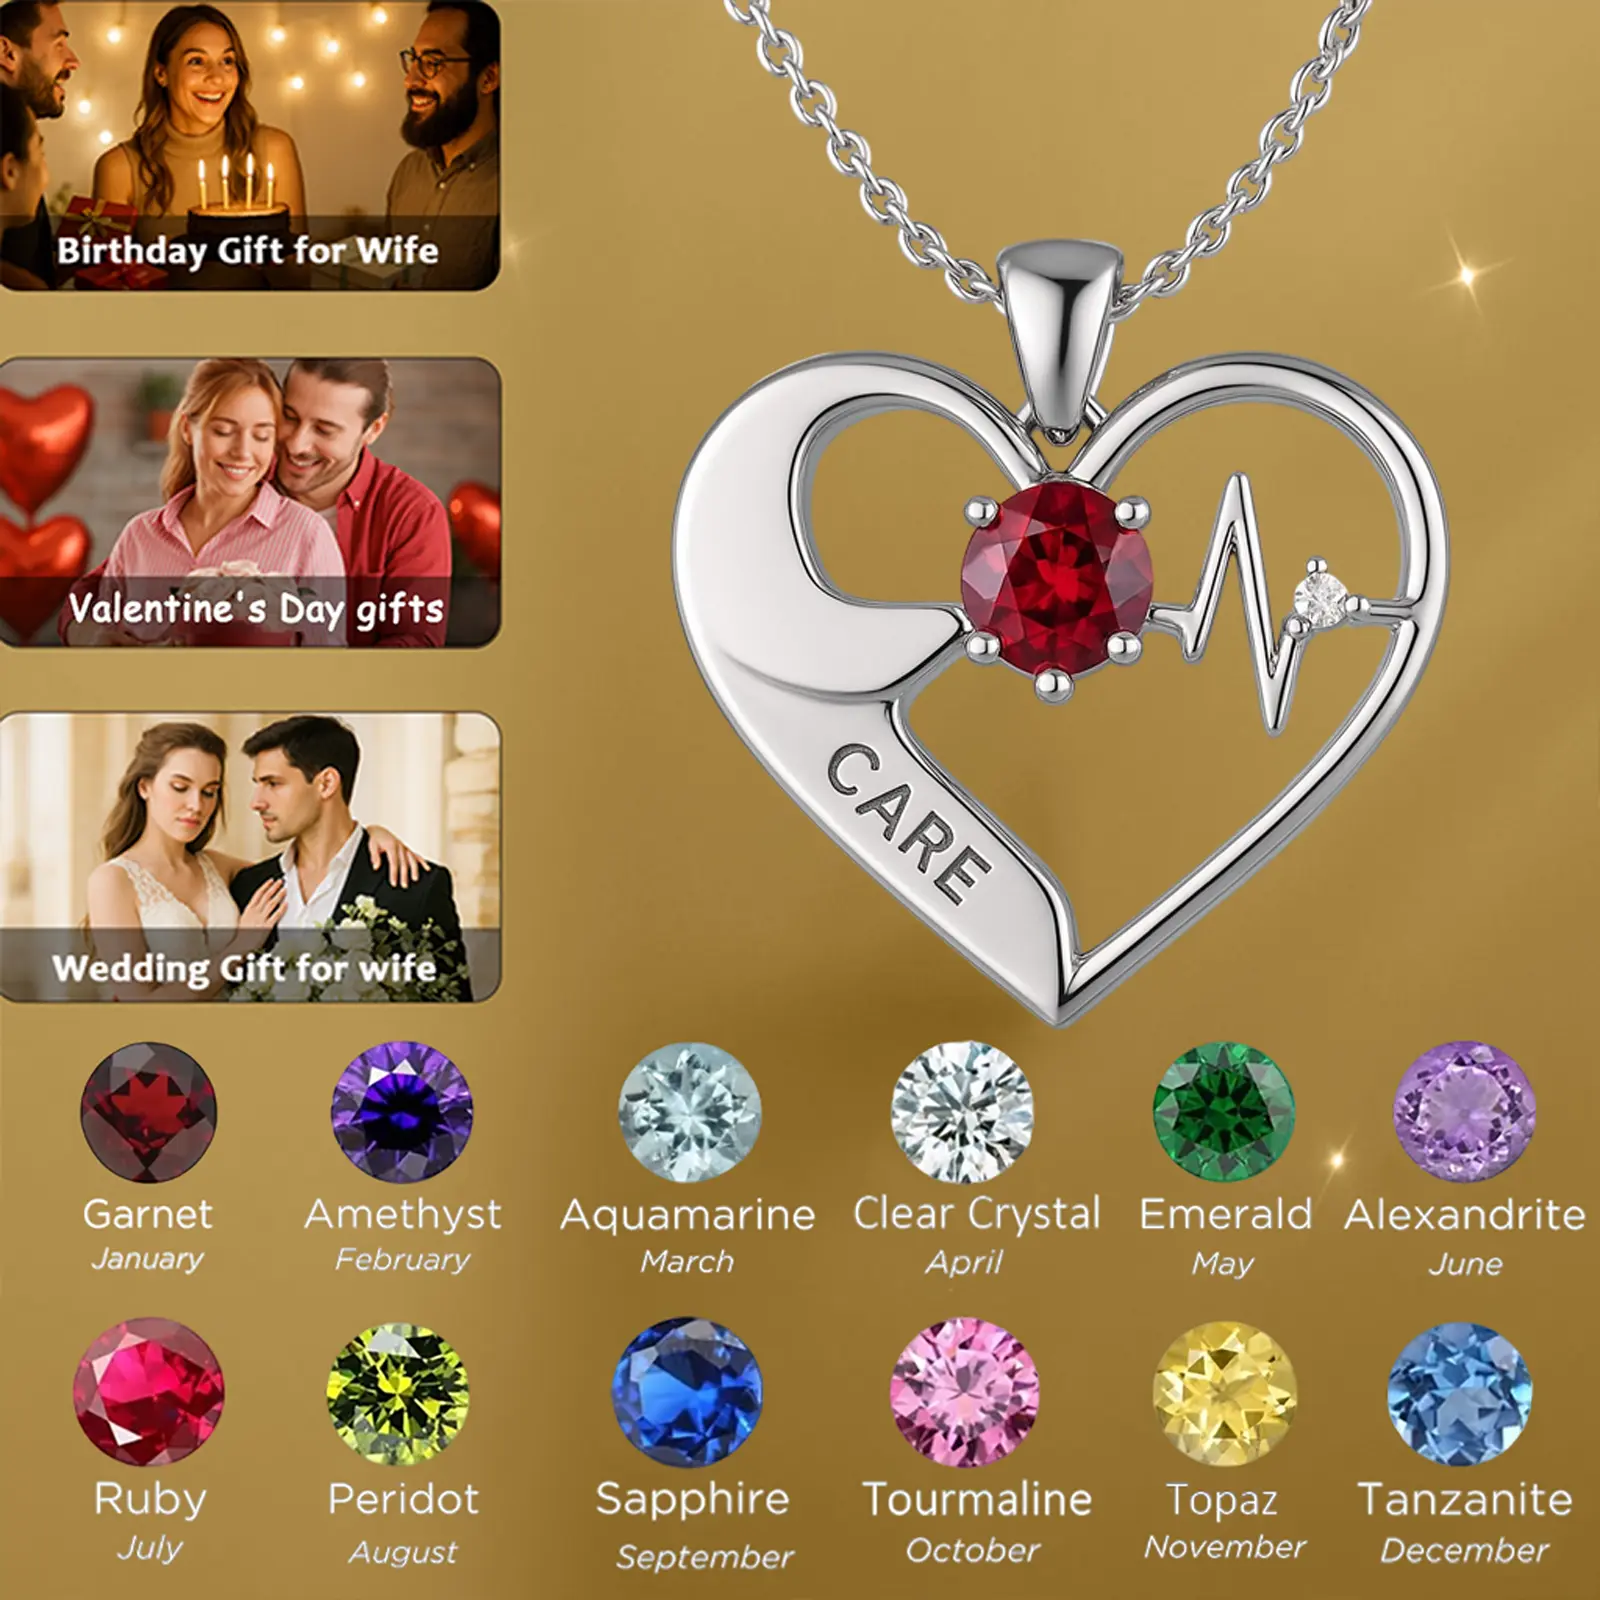 Birthday Gift for Wife
Valentine's Day gifts
Wedding Gift for wife
CARE
Garnet
January
Amethyst
February
Aquamarine
March
Clear Crystal
April
Emerald
May
Alexandrite
June
Ruby
July
Peridot
August
Sapphire
September
Tourmaline
October
Topaz
November
Tanzanite
December